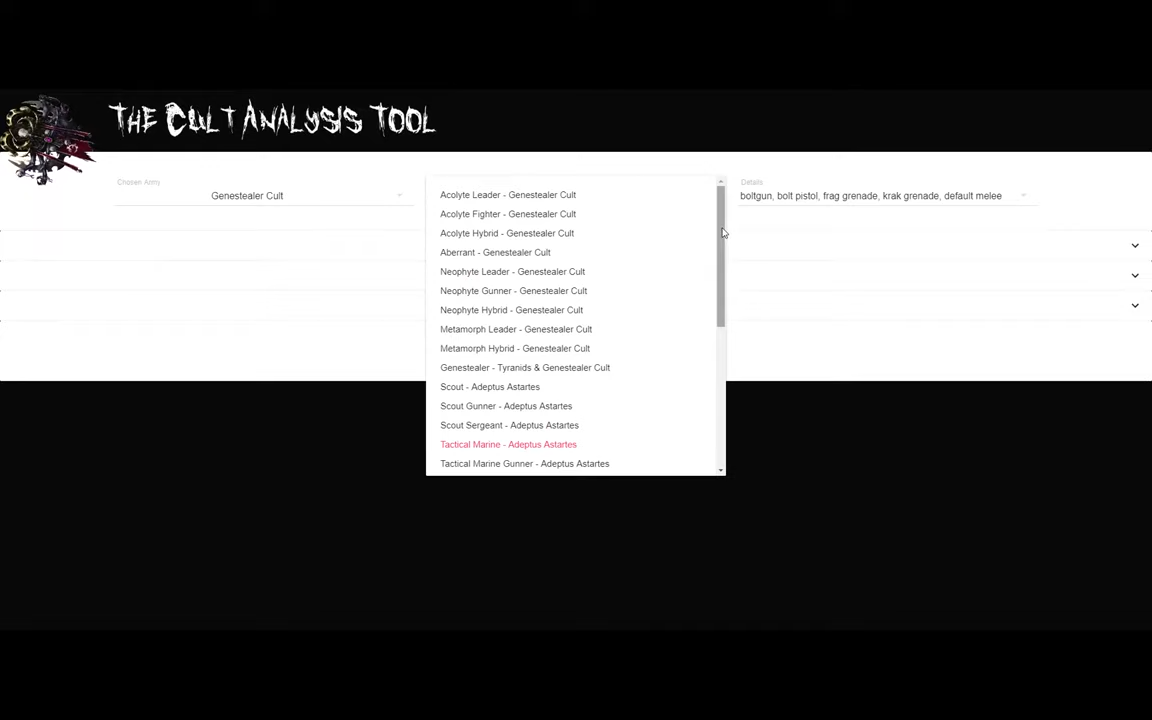 The Cult Analysis Tool
Chosen Army
Genestealer Cult
Acolyte Leader - Genestealer Cult
Acolyte Fighter - Genestealer Cult
Acolyte Hybrid - Genestealer Cult
Aberrant - Genestealer Cult
Neophyte Leader - Genestealer Cult
Neophyte Gunner - Genestealer Cult
Neophyte Hybrid - Genestealer Cult
Metamorph Leader - Genestealer Cult
Metamorph Hybrid - Genestealer Cult
Genestealer - Tyranids & Genestealer Cult
Scout - Adeptus Astartes
Scout Gunner - Adeptus Astartes
Scout Sergeant - Adeptus Astartes
Tactical Marine - Adeptus Astartes
Tactical Marine Gunner - Adeptus Astartes
Details
boltgun, bolt pistol, frag grenade, krak grenade, default melee